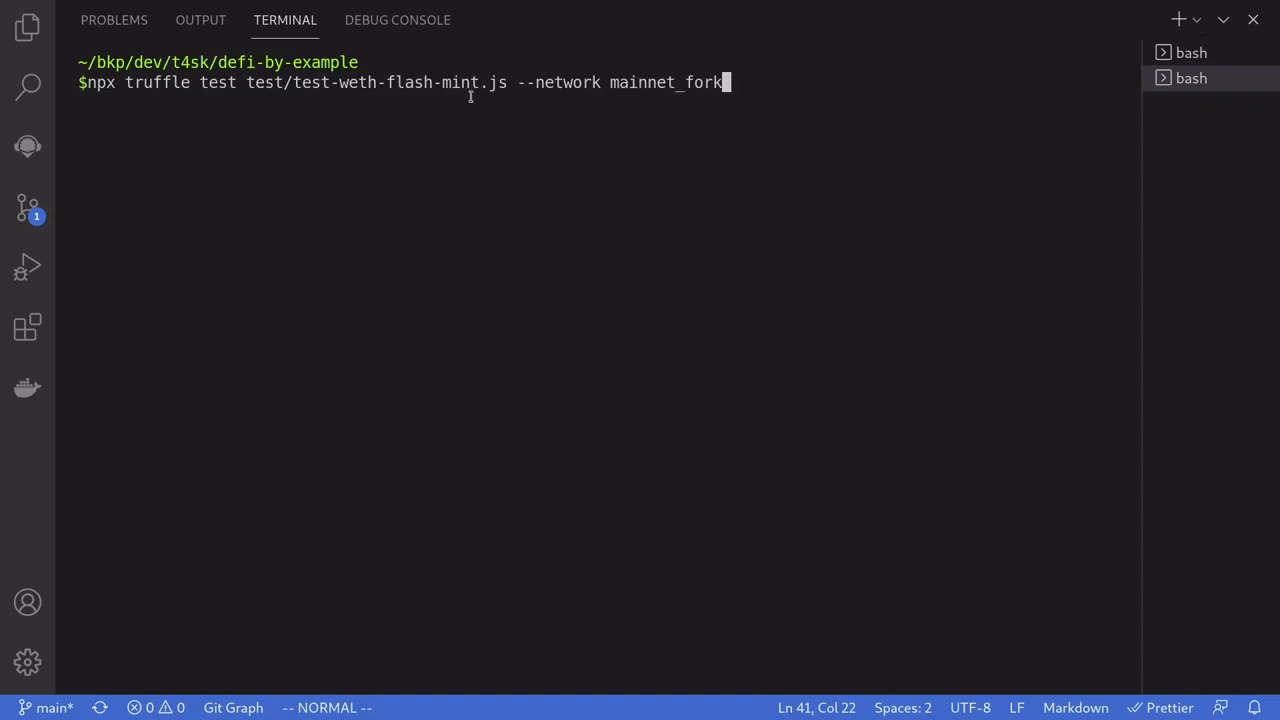 PROBLEMS OUTPUT TERMINAL DEBUG CONSOLE
~/bkp/dev/t4sk/defi-by-example
$npx truffle test test/test-weth-flash-mint.js --network mainnet_fork
bash
bash
1
main* 0 0 Git Graph -- NORMAL -- Ln 41, Col 22 Spaces: 2 UTF-8 LF Markdown Prettier